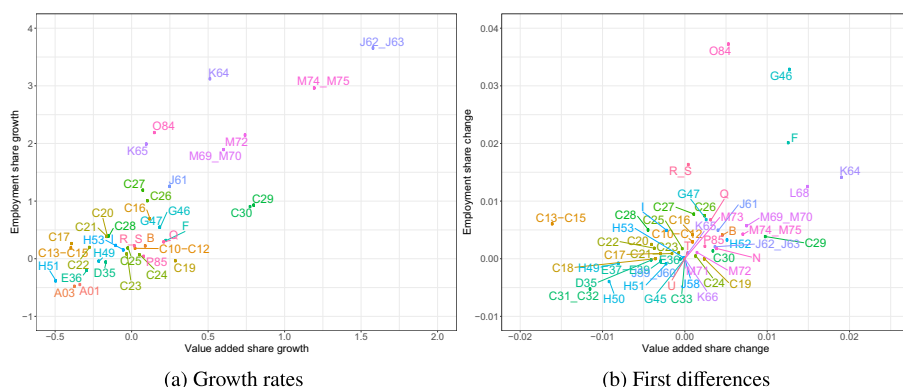 4
3
2
1
0
−1
−0.5
0.0
0.5
1.0
1.5
2.0
Employment share growth
Value added share growth
J62_J63
K64
M74_M75
O84
K65
M72
M69_M70
C27
C26
J61
C29
C30
C16
G46
G47
F
C20
C21
C28
C17
H53
I
R_S
B
Q
C10−C12
C13−C15
H49
C22
C25
P85
C19
H51
E36
D35
C24
C23
A03
A01
(a) Growth rates
0.04
0.03
0.02
0.01
0.00
−0.01
−0.02
−0.01
0.00
0.01
0.02
Employment share change
Value added share change
O84
G46
F
R_S
K64
L68
Q
G47
J61
C13−C15
I
C27
C26
C28
C25
C16
M73
M69_M70
H53
K65
B
M74_M75
C22
C20
C10−C12
P85
H52
J62_J63
C29
C17
C21
E36
C30
N
C18
H49
E37−E39
J59_J60
M71
M72
D35
H51
U
J58
C24
C19
C31_C32
H50
G45
C33
K66
(b) First differences